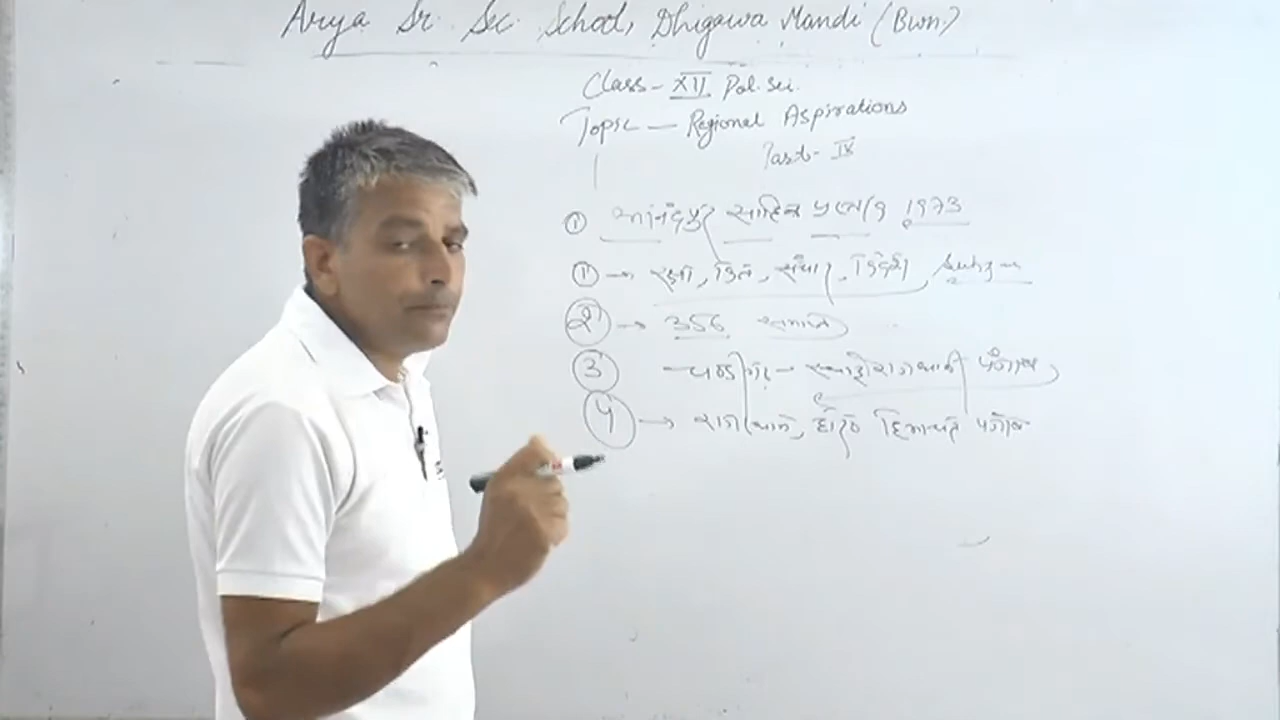 Arya Sr. Sec. School, Dhigawa Mandi (Bwn.)
Class - XII Pol. Sci.
Topic — Regional Aspirations
Part - IX
① आनंदपुर साहिब प्रस्ताव 1973
① → रक्षा, वित्त, संचार, विदेश,
② → 356 समाप्त
③ चण्डीगढ़ - राजधानी पंजाब
④ → राजस्थान, हिमाचल पंजाब